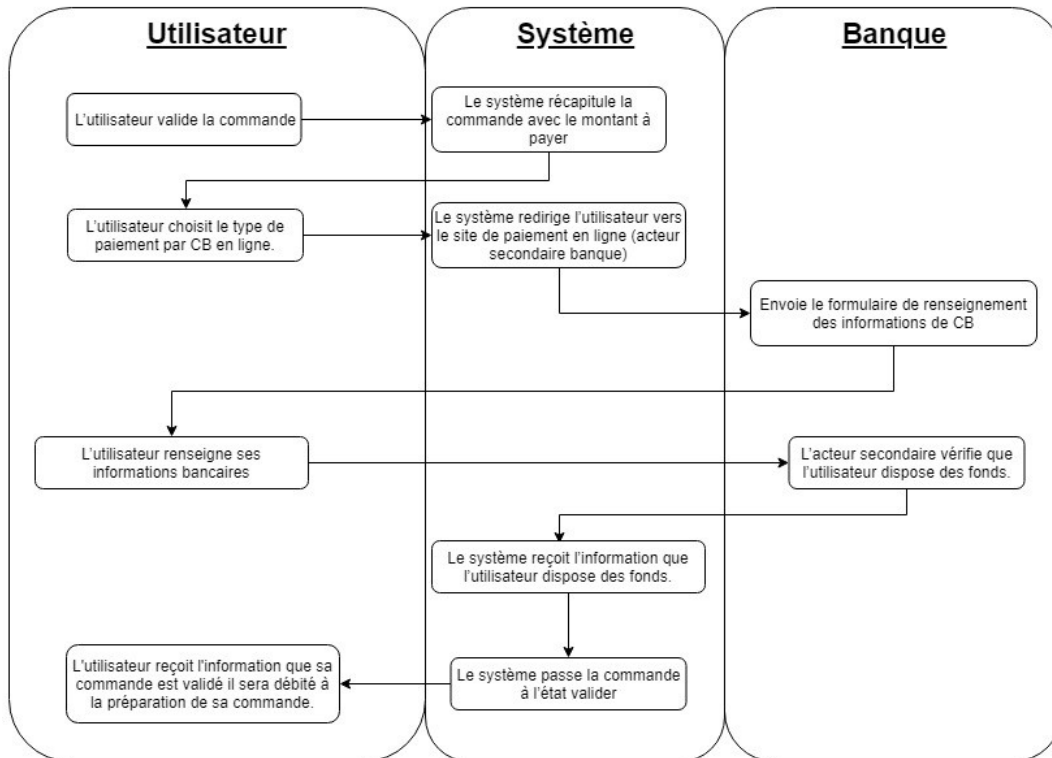 Utilisateur
Système
Banque
L'utilisateur valide la commande
Le système récapitule la
commande avec le montant à
payer
L'utilisateur choisit le type de
paiement par CB en ligne.
Le système redirige l'utilisateur vers
le site de paiement en ligne (acteur
secondaire banque)
Envoie le formulaire de renseignement
des informations de CB
L'utilisateur renseigne ses
informations bancaires
L'acteur secondaire vérifie que
l'utilisateur dispose des fonds.
Le système reçoit l'information que
l'utilisateur dispose des fonds.
Le système passe la commande
à l'état valider
L'utilisateur reçoit l'information que sa
commande est validé il sera débité à
la préparation de sa commande.